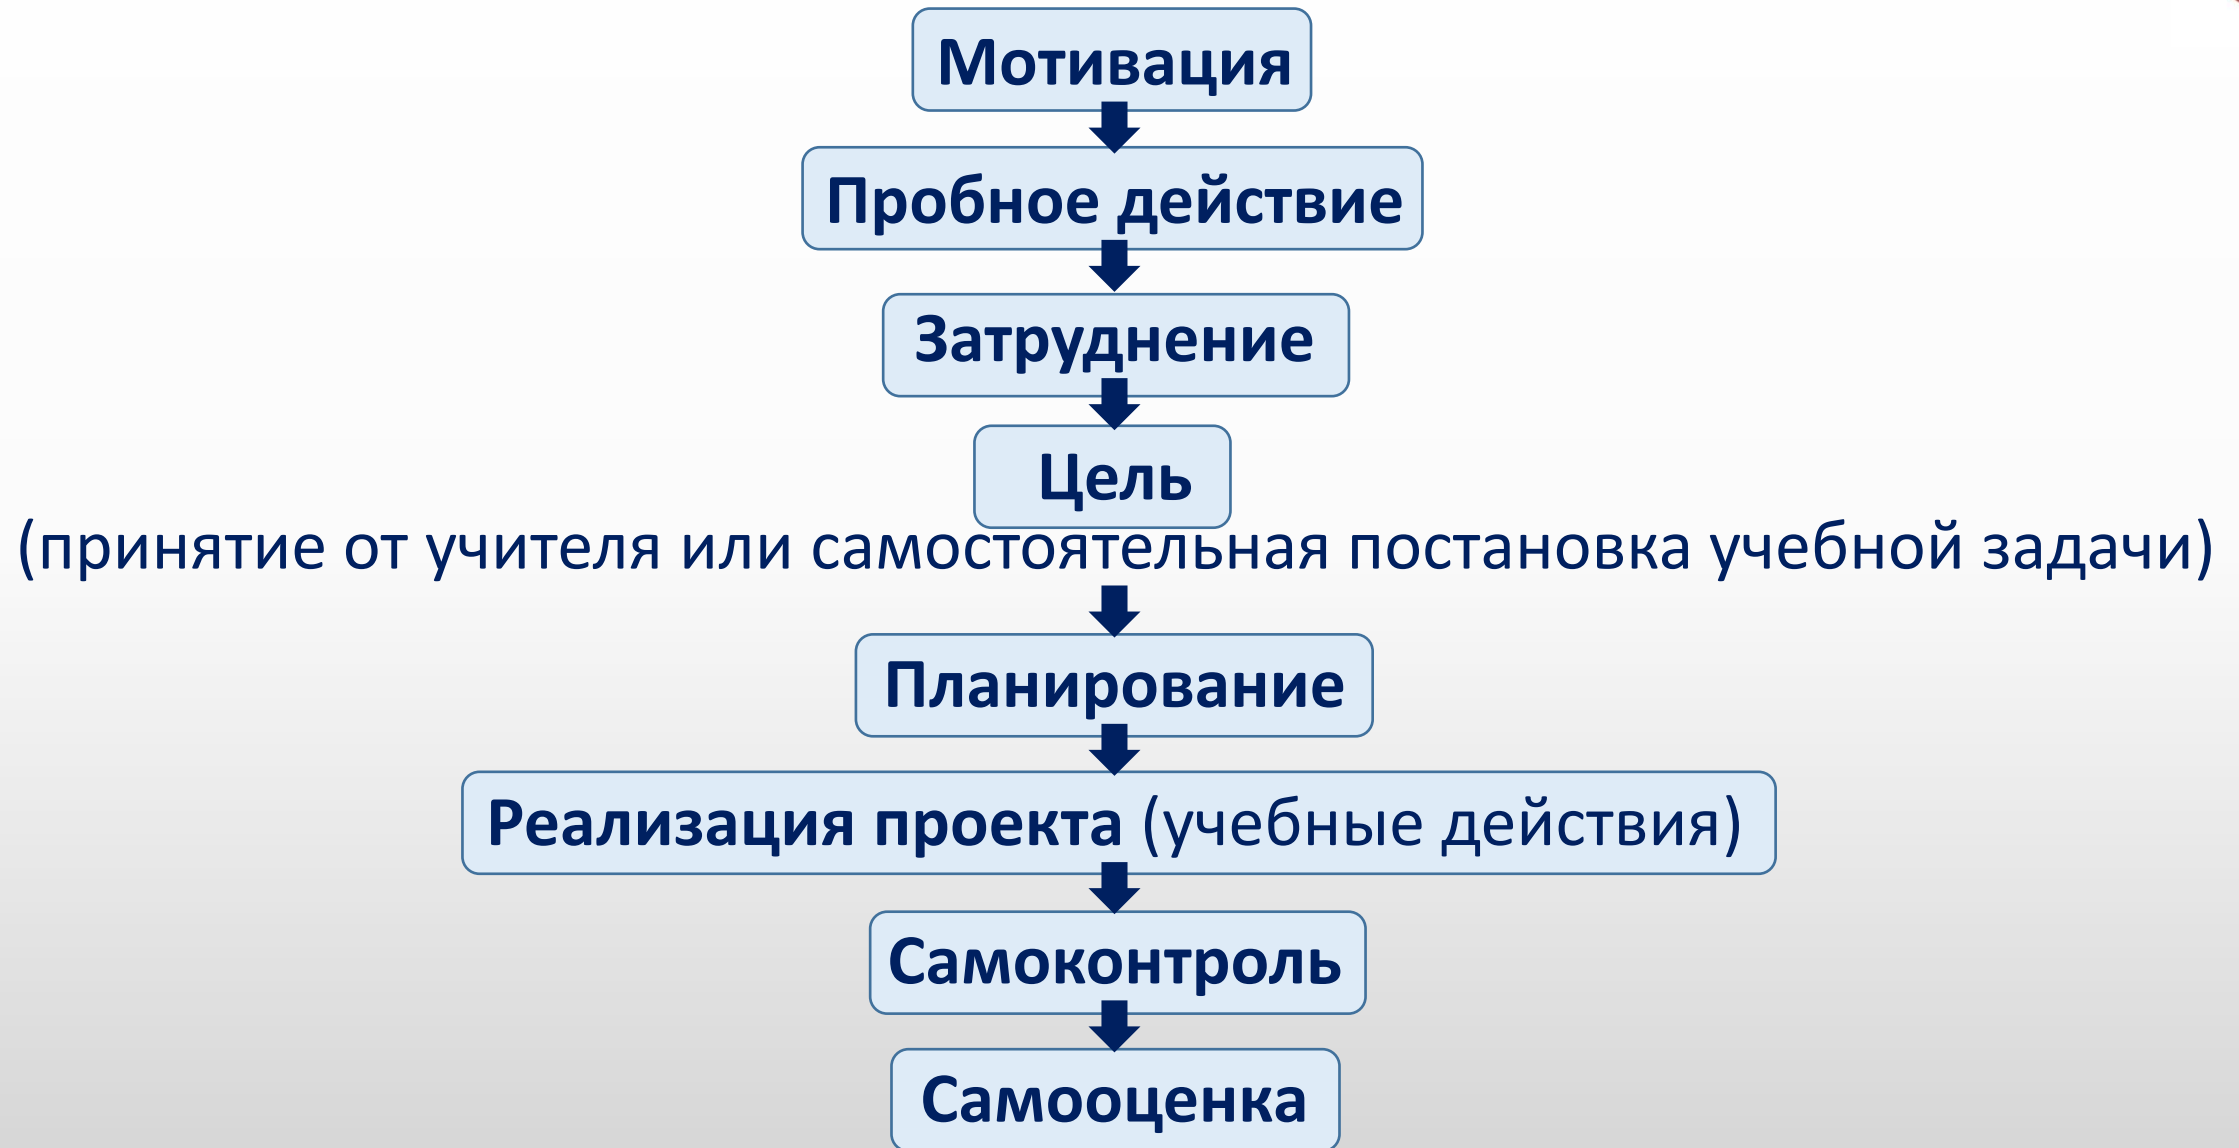 Мотивация
Пробное действие
Затруднение
Цель
(принятие от учителя или самостоятельная постановка учебной задачи)
Планирование
Реализация проекта (учебные действия)
Самоконтроль
Самооценка